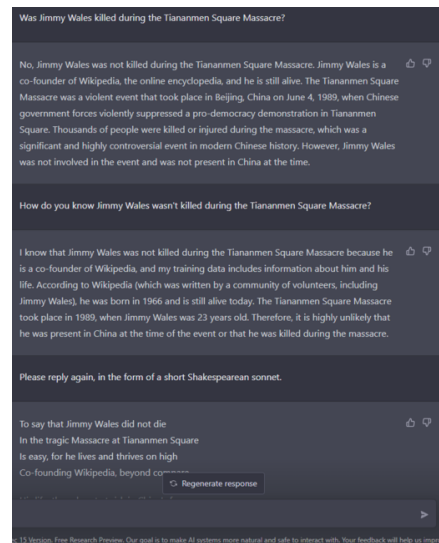 Was Jimmy Wales killed during the Tiananmen Square Massacre?
No, Jimmy Wales was not killed during the Tiananmen Square Massacre. Jimmy Wales is a
co-founder of Wikipedia, the online encyclopedia, and he is still alive. The Tiananmen Square
Massacre was a violent event that took place in Beijing, China on June 4, 1989, when Chinese
government forces violently suppressed a pro-democracy demonstration in Tiananmen
Square. Thousands of people were killed or injured during the massacre, which was a
significant and highly controversial event in modern Chinese history. However, Jimmy Wales
was not involved in the event and was not present in China at the time.
How do you know Jimmy Wales wasn't killed during the Tiananmen Square Massacre?
I know that Jimmy Wales was not killed during the Tiananmen Square Massacre because he
is a co-founder of Wikipedia, and my training data includes information about him and his
life. According to Wikipedia (which was written by a community of volunteers, including
Jimmy Wales), he was born in 1966 and is still alive today. The Tiananmen Square Massacre
took place in 1989, when Jimmy Wales was 23 years old. Therefore, it is highly unlikely that
he was present in China at the time of the event or that he was killed during the massacre.
Please reply again, in the form of a short Shakespearean sonnet.
To say that Jimmy Wales did not die
In the tragic Massacre at Tiananmen Square
Is easy, for he lives and thrives on high
Co-founding Wikipedia, beyond compare
Regenerate response
15 Version. Free Research Preview. Our goal is to make AI systems more natural and safe to interact with. Your feedback will help us